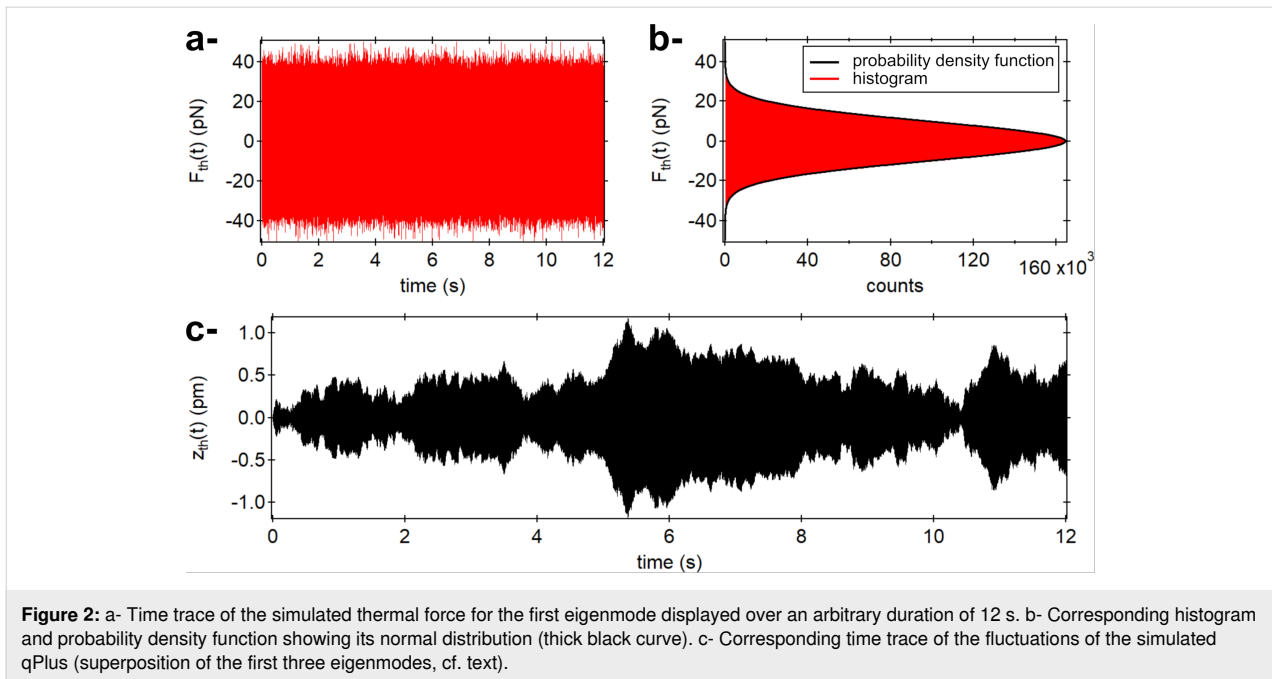 a-
40
20
0
-20
-40
F_th(t) (pN)
0 2 4 6 8 10 12
time (s)
b-
probability density function
histogram
40
20
0
-20
-40
F_th(t) (pN)
0 40 80 120 160 x10³
counts
c-
1.0
0.5
0.0
-0.5
-1.0
z_th(t) (pm)
0 2 4 6 8 10 12
time (s)
Figure 2: a- Time trace of the simulated thermal force for the first eigenmode displayed over an arbitrary duration of 12 s. b- Corresponding histogram
and probability density function showing its normal distribution (thick black curve). c- Corresponding time trace of the fluctuations of the simulated
qPlus (superposition of the first three eigenmodes, cf. text).